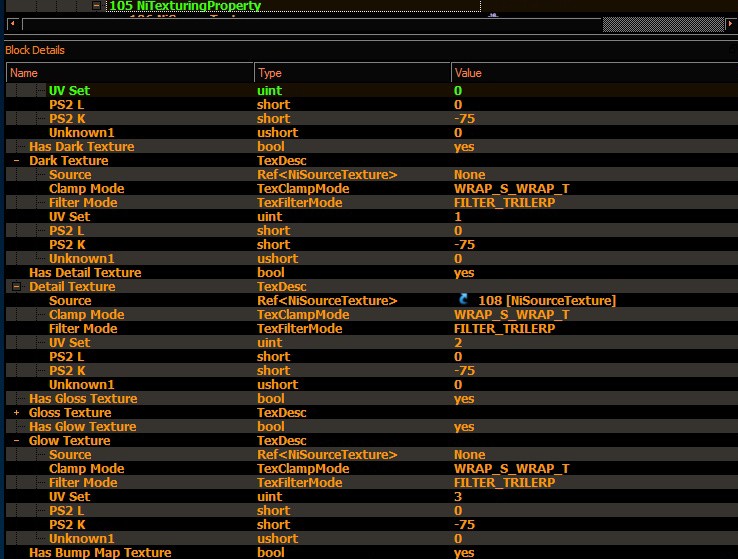 105 NiTexturingProperty
Block Details
Name Type Value
UV Set uint 0
PS2 L short 0
PS2 K short -75
Unknown1 ushort 0
Has Dark Texture bool yes
Dark Texture TexDesc
Source Ref<NiSourceTexture> None
Clamp Mode TexClampMode WRAP_S_WRAP_T
Filter Mode TexFilterMode FILTER_TRILERP
UV Set uint 1
PS2 L short 0
PS2 K short -75
Unknown1 ushort 0
Has Detail Texture bool yes
Detail Texture TexDesc
Source Ref<NiSourceTexture> 108 [NiSourceTexture]
Clamp Mode TexClampMode WRAP_S_WRAP_T
Filter Mode TexFilterMode FILTER_TRILERP
UV Set uint 2
PS2 L short 0
PS2 K short -75
Unknown1 ushort 0
Has Gloss Texture bool yes
Gloss Texture TexDesc
Has Glow Texture bool yes
Glow Texture TexDesc
Source Ref<NiSourceTexture> None
Clamp Mode TexClampMode WRAP_S_WRAP_T
Filter Mode TexFilterMode FILTER_TRILERP
UV Set uint 3
PS2 L short 0
PS2 K short -75
Unknown1 ushort 0
Has Bump Map Texture bool yes